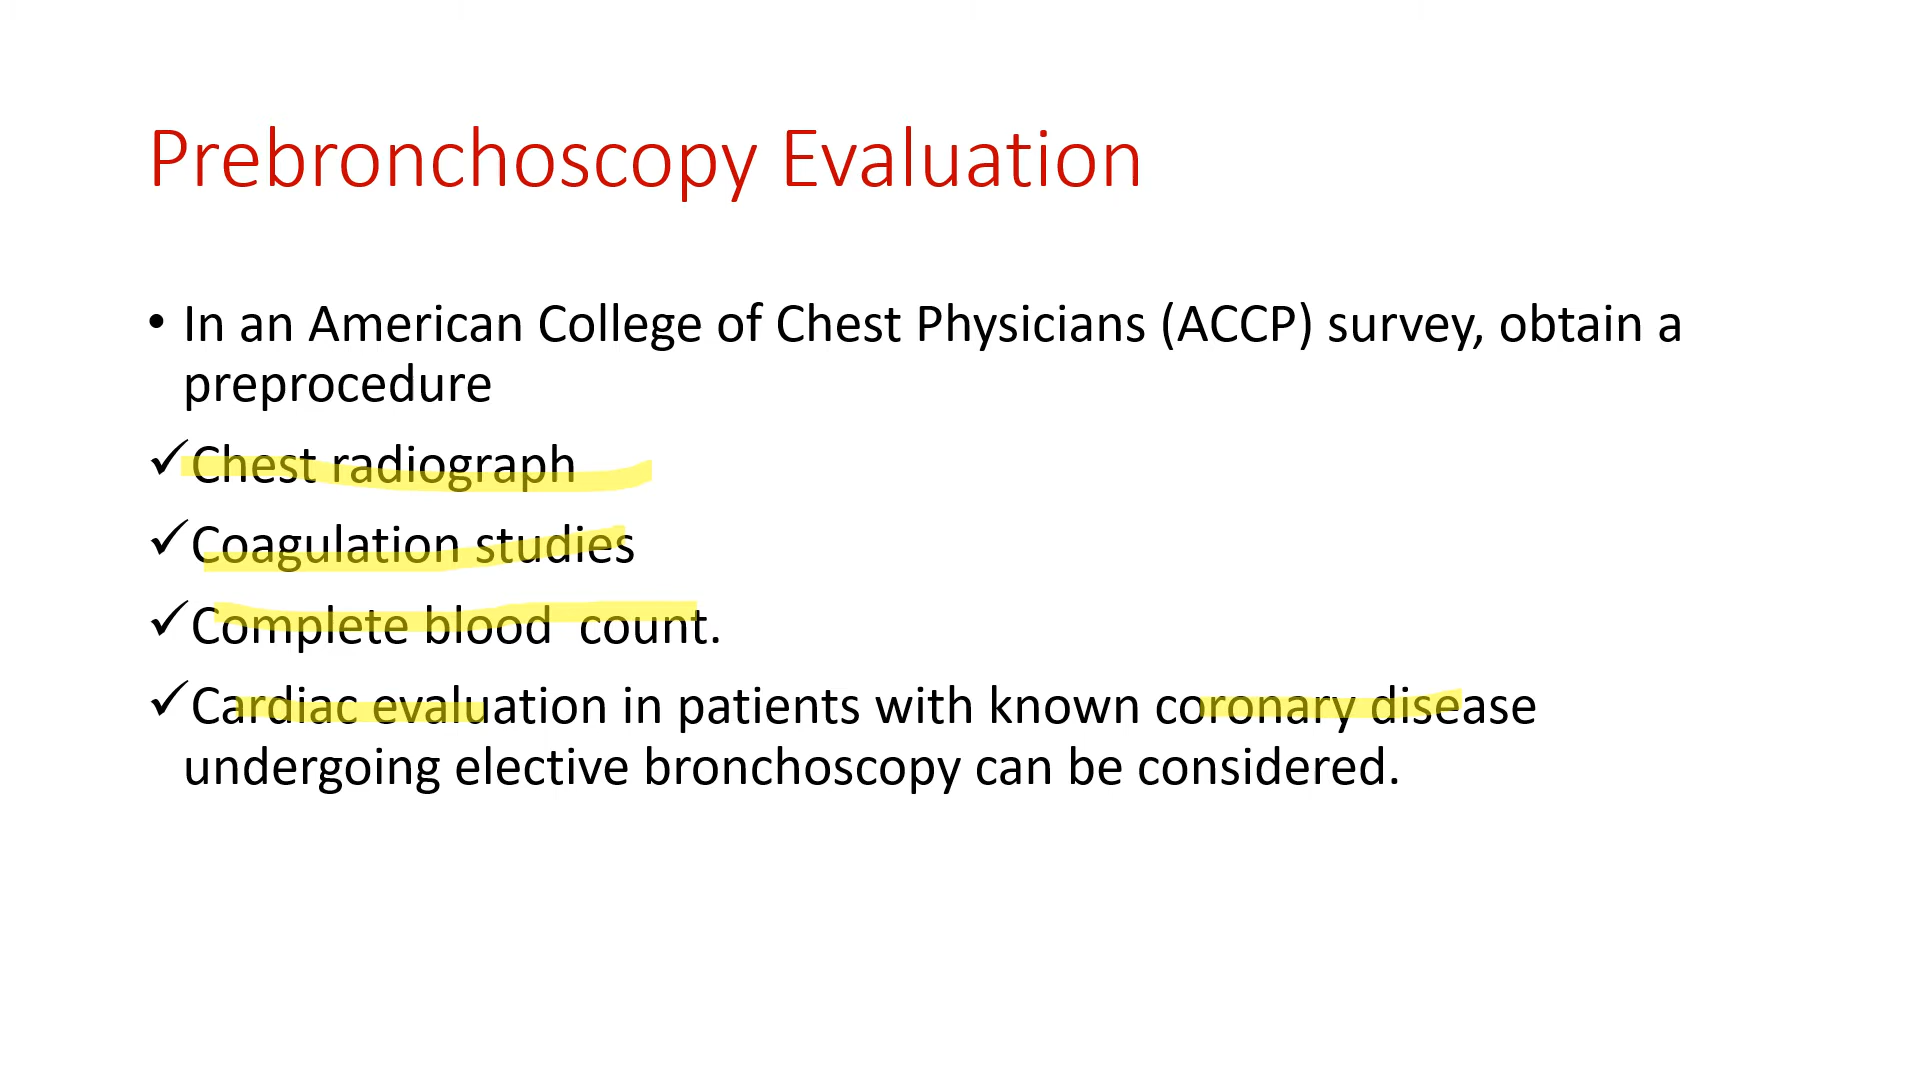 Prebronchoscopy Evaluation
• In an American College of Chest Physicians (ACCP) survey, obtain a
preprocedure
✓Chest radiograph
✓Coagulation studies
✓Complete blood  count.
✓Cardiac evaluation in patients with known coronary disease
undergoing elective bronchoscopy can be considered.